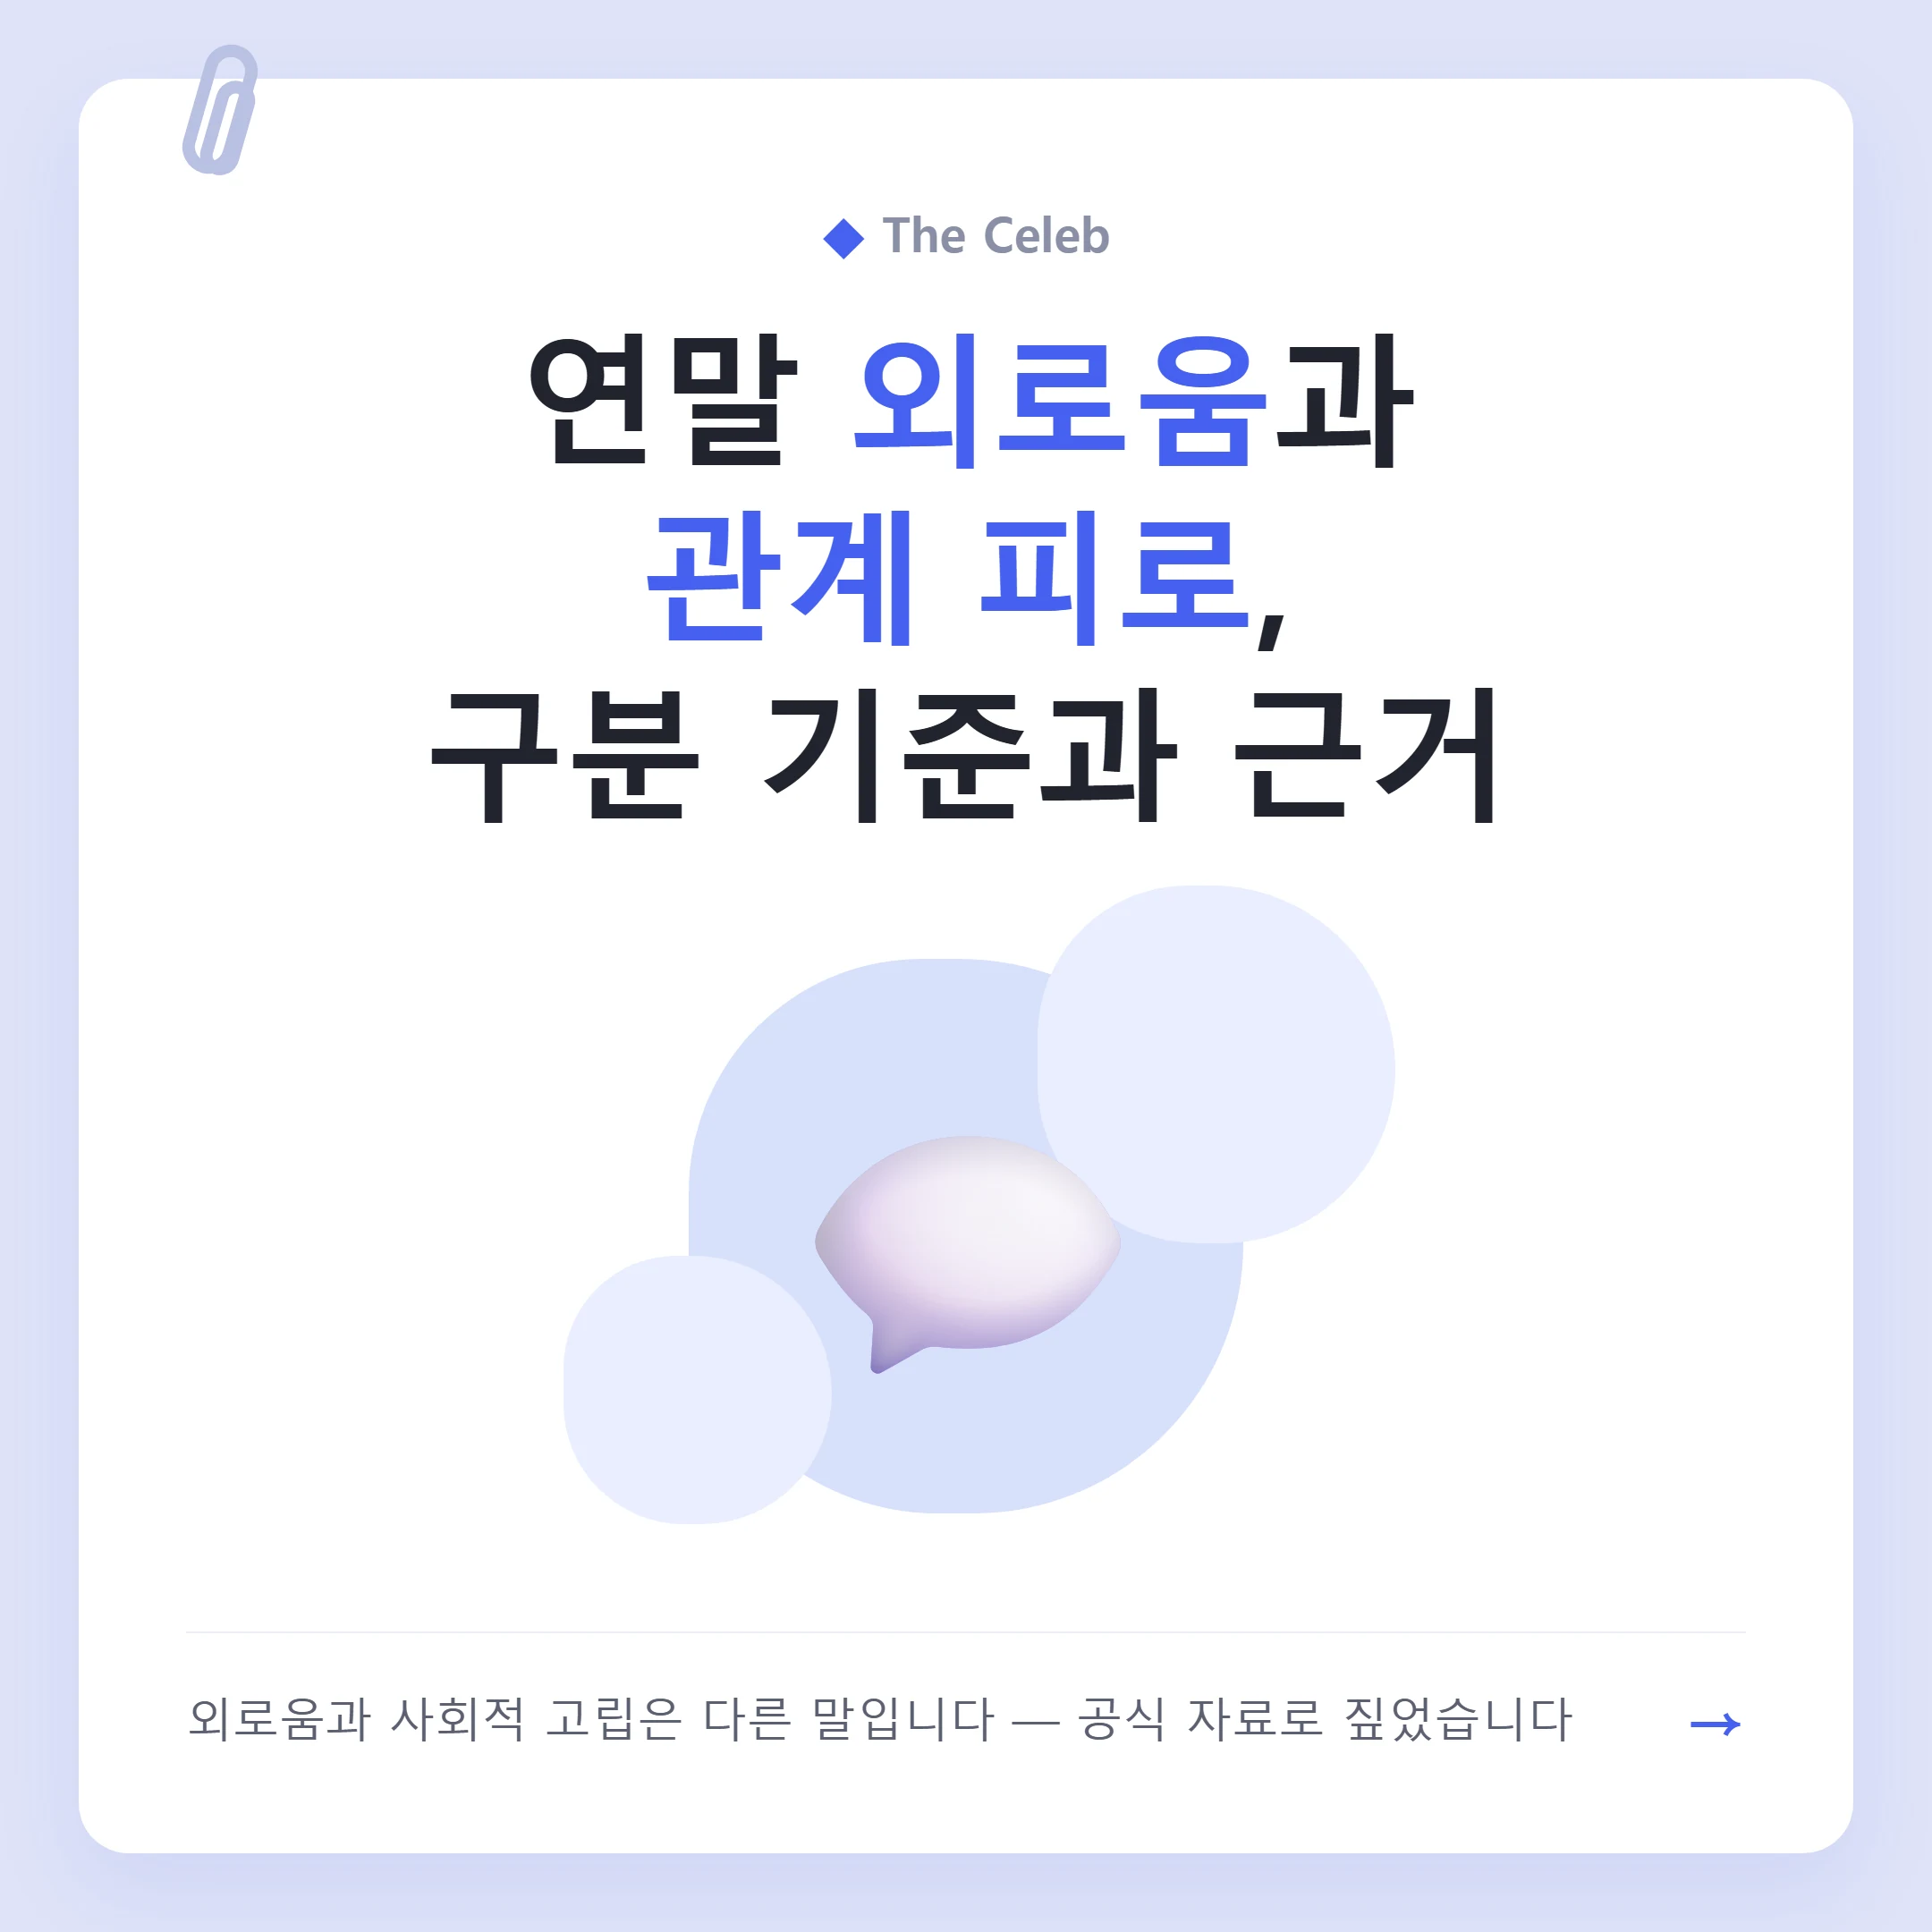 ◆ The Celeb
연말 외로움과
관계 피로,
구분 기준과 근거
외로움과 사회적 고립은 다른 말입니다 — 공식 자료로 짚었습니다 →